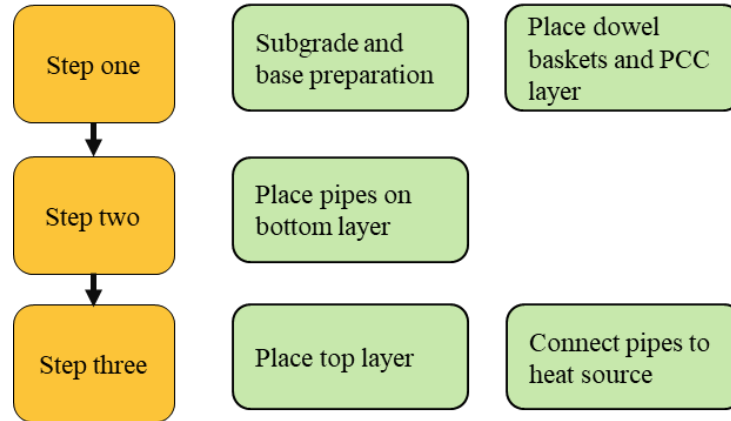 Step one
Subgrade and
base preparation
Place dowel
baskets and PCC
layer
Step two
Place pipes on
bottom layer
Step three
Place top layer
Connect pipes to
heat source